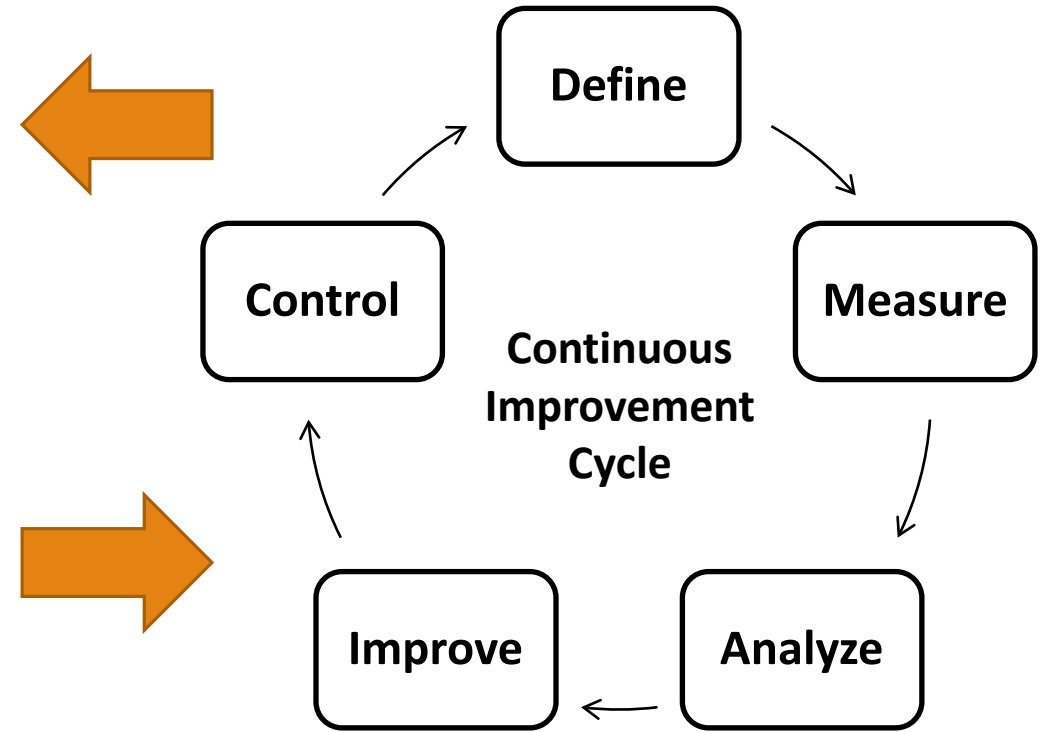 Define
Measure
Analyze
Improve
Control
Continuous
Improvement
Cycle